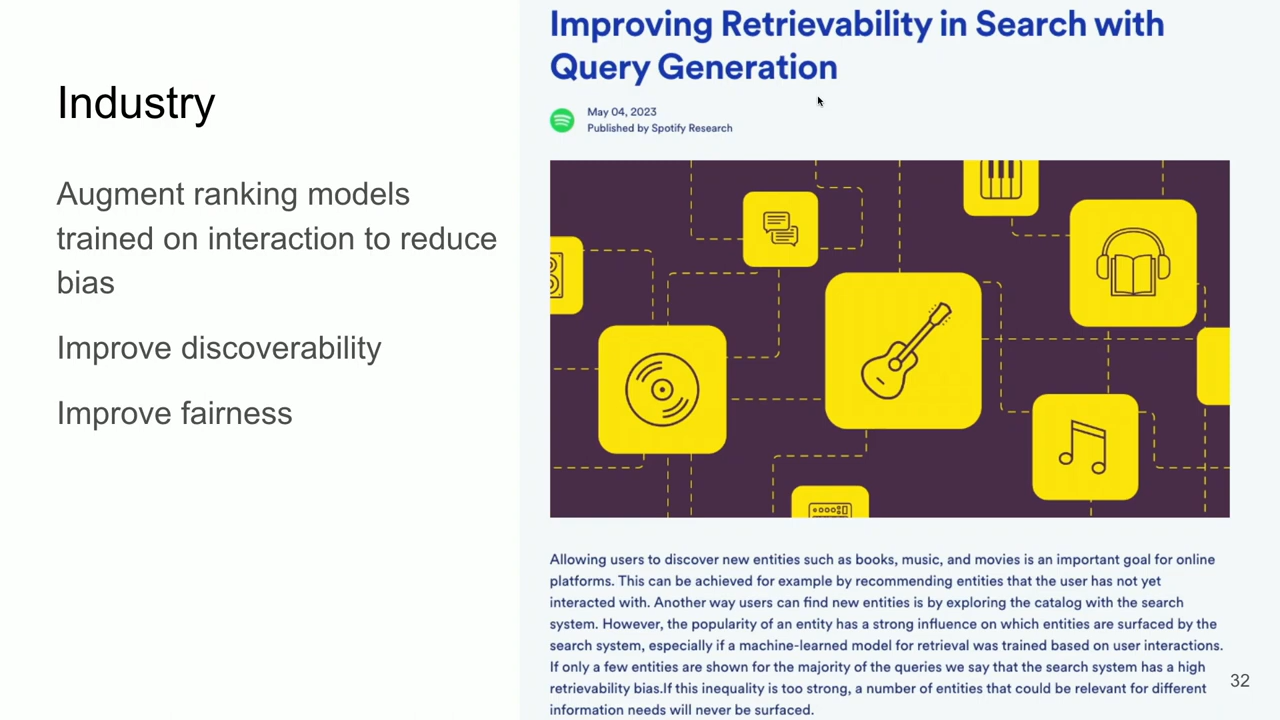 Industry
Augment ranking models
trained on interaction to reduce
bias
Improve discoverability
Improve fairness
Improving Retrievability in Search with
Query Generation
May 04, 2023
Published by Spotify Research
Allowing users to discover new entities such as books, music, and movies is an important goal for online
platforms. This can be achieved for example by recommending entities that the user has not yet
interacted with. Another way users can find new entities is by exploring the catalog with the search
system. However, the popularity of an entity has a strong influence on which entities are surfaced by the
search system, especially if a machine-learned model for retrieval was trained based on user interactions.
If only a few entities are shown for the majority of the queries we say that the search system has a high
retrievability bias.If this inequality is too strong, a number of entities that could be relevant for different
information needs will never be surfaced.
32